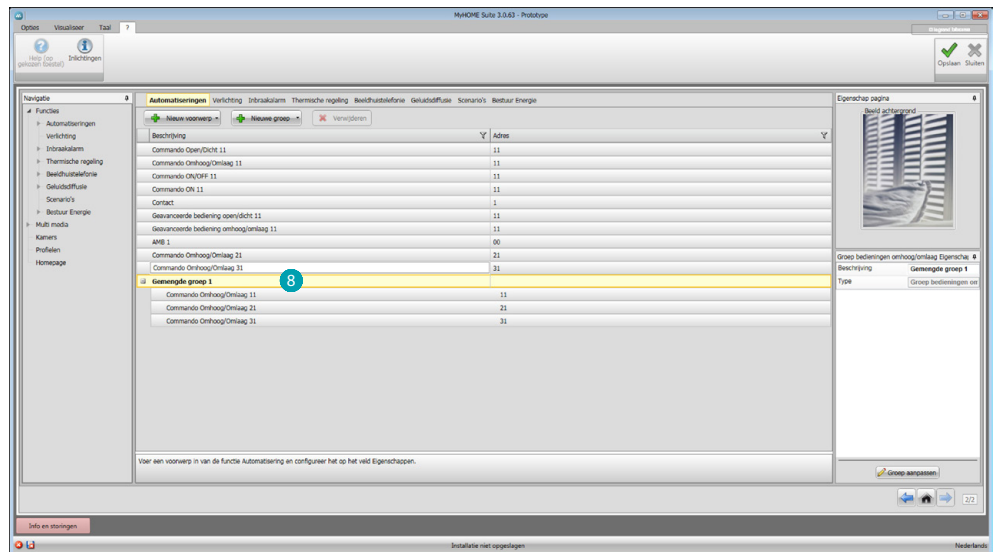 MyHOME Suite 3.0.63 - Prototype
Opties Visualiseer Taal ?
Help (op gekozen toestel)
Inlichtingen
Opslaan Sluiten
Navigatie
Functies
Automatiseringen
Verlichting
Inbraakalarm
Thermische regeling
Beeldhuistelefonie
Geluidsdiffusie
Scenario's
Bestuur Energie
Multi media
Kamers
Profielen
Homepage
Automatiseringen Verlichting Inbraakalarm Thermische regeling Beeldhuistelefonie Geluidsdiffusie Scenario's Bestuur Energie
Nieuw voorwerp Nieuwe groep Verwijderen
Beschrijving Adres
Commando Open/Dicht 11 11
Commando Omhoog/Omlaag 11 11
Commando ON/OFF 11 11
Commando ON 11 11
Contact 1
Geavanceerde bediening open/dicht 11 11
Geavanceerde bediening omhoog/omlaag 11 11
AMB 1 00
Commando Omhoog/Omlaag 21 21
Commando Omhoog/Omlaag 31 31
Gemengde groep 1 8
Commando Omhoog/Omlaag 11 11
Commando Omhoog/Omlaag 21 21
Commando Omhoog/Omlaag 31 31
Voer een voorwerp in van de functie Automatisering en configureer het op het veld Eigenschappen.
Eigenschap pagina
Beeld achtergrond
Groep bedieningen omhoog/omlaag Eigenschap
Beschrijving Gemengde groep 1
Type Groep bedieningen om
Groep aanpassen
2/2
Info en storingen
Installatie niet opgeslagen
Nederlands